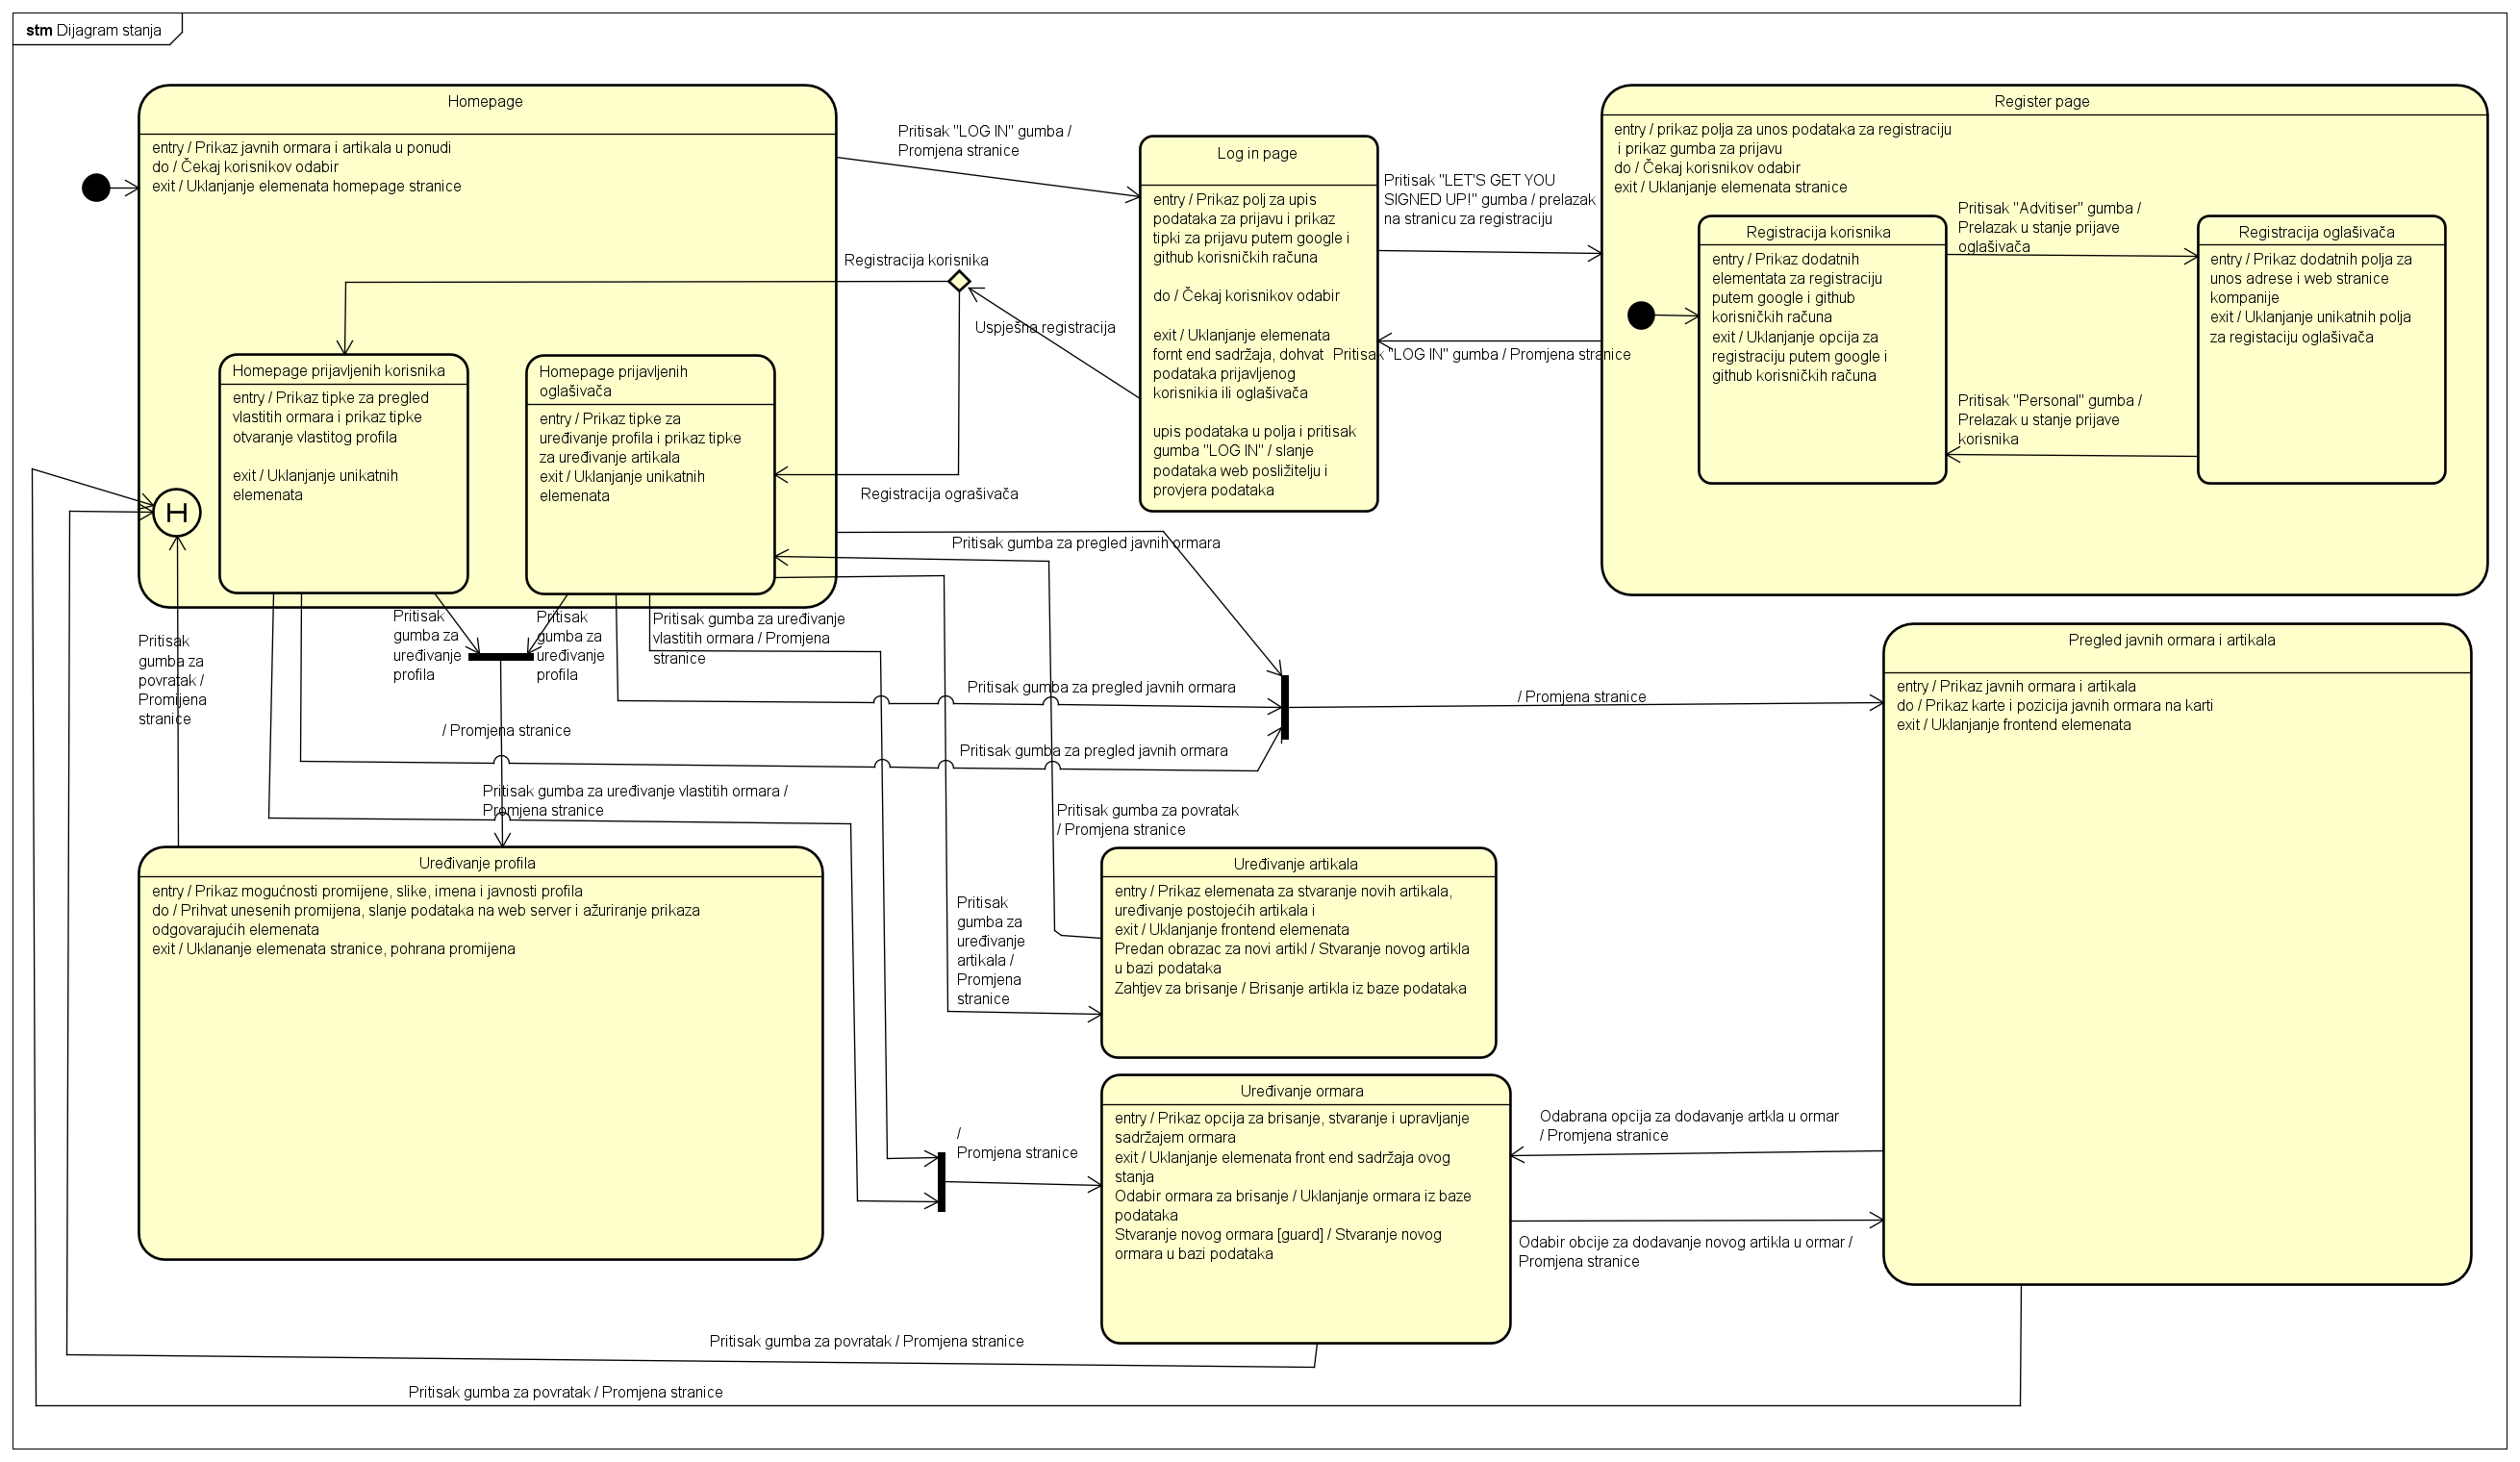 stm Dijagram stanja
Homepage
entry / Prikaz javnih ormara i artikala u ponudi
do / Čekaj korisnikov odabir
exit / Uklanjanje elemenata homepage stranice
Pritisak "LOG IN" gumba /
Promjena stranice
Log in page
entry / Prikaz polj za upis
podataka za prijavu i prikaz
tipki za prijavu putem google i
github korisničkih računa
do / Čekaj korisnikov odabir
exit / Uklanjanje elemenata
fornt end sadržaja, dohvat
podataka prijavljenog
korisnikia ili oglašivača
upis podataka u polja i pritisak
gumba "LOG IN" / slanje
podataka web posližitelju i
provjera podataka
Pritisak "LET'S GET YOU
SIGNED UP!" gumba / prelazak
na stranicu za registraciju
Pritisak "LOG IN" gumba / Promjena stranice
Register page
entry / prikaz polja za unos podataka za registraciju
i prikaz gumba za prijavu
do / Čekaj korisnikov odabir
exit / Uklanjanje elemenata stranice
Registracija korisnika
entry / Prikaz dodatnih
elementata za registraciju
putem google i github
korisničkih računa
exit / Uklanjanje opcija za
registraciju putem google i
github korisničkih računa
Pritisak "Advitiser" gumba /
Prelazak u stanje prijave
oglašivača
Registracija oglašivača
entry / Prikaz dodatnih polja za
unos adrese i web stranice
kompanije
exit / Uklanjanje unikatnih polja
za registaciju oglašivača
Pritisak "Personal" gumba /
Prelazak u stanje prijave
korisnika
Registracija korisnika
Uspješna registracija
Registracija ograšivača
Homepage prijavljenih korisnika
entry / Prikaz tipke za pregled
vlastitih ormara i prikaz tipke
otvaranje vlastitog profila
exit / Uklanjanje unikatnih
elemenata
Homepage prijavljenih
oglašivača
entry / Prikaz tipke za
uređivanje profila i prikaz tipke
za uređivanje artikala
exit / Uklanjanje unikatnih
elemenata
H
Pritisak gumba za pregled javnih ormara
Pritisak
gumba za
povratak /
Promijena
stranice
Pritisak
gumba za
uređivanje
profila
Pritisak
gumba za
uređivanje
profila
Pritisak gumba za uređivanje
vlastitih ormara / Promjena
stranice
Pritisak gumba za pregled javnih ormara
/ Promjena stranice
/ Promjena stranice
Pritisak gumba za pregled javnih ormara
Pritisak gumba za uređivanje vlastitih ormara /
Promjena stranice
Pritisak gumba za povratak
/ Promjena stranice
Pregled javnih ormara i artikala
entry / Prikaz javnih ormara i artikala
do / Prikaz karte i pozicija javnih ormara na karti
exit / Uklanjanje frontend elemenata
Uređivanje profila
entry / Prikaz mogućnosti promijene, slike, imena i javnosti profila
do / Prihvat unesenih promijena, slanje podataka na web server i ažuriranje prikaza
odgovarajućih elemenata
exit / Uklananje elemenata stranice, pohrana promijena
Pritisak
gumba za
uređivanje
artikala /
Promjena
stranice
Uređivanje artikala
entry / Prikaz elemenata za stvaranje novih artikala,
uređivanje postojećih artikala i
exit / Uklanjanje frontend elemenata
Predan obrazac za novi artikl / Stvaranje novog artikla
u bazi podataka
Zahtjev za brisanje / Brisanje artikla iz baze podataka
/
Promjena stranice
Uređivanje ormara
entry / Prikaz opcija za brisanje, stvaranje i upravljanje
sadržajem ormara
exit / Uklanjanje elemenata front end sadržaja ovog
stanja
Odabir ormara za brisanje / Uklanjanje ormara iz baze
podataka
Stvaranje novog ormara [guard] / Stvaranje novog
ormara u bazi podataka
Odabrana opcija za dodavanje artkla u ormar
/ Promjena stranice
Odabir obcije za dodavanje novog artikla u ormar /
Promjena stranice
Pritisak gumba za povratak / Promjena stranice
Pritisak gumba za povratak / Promjena stranice